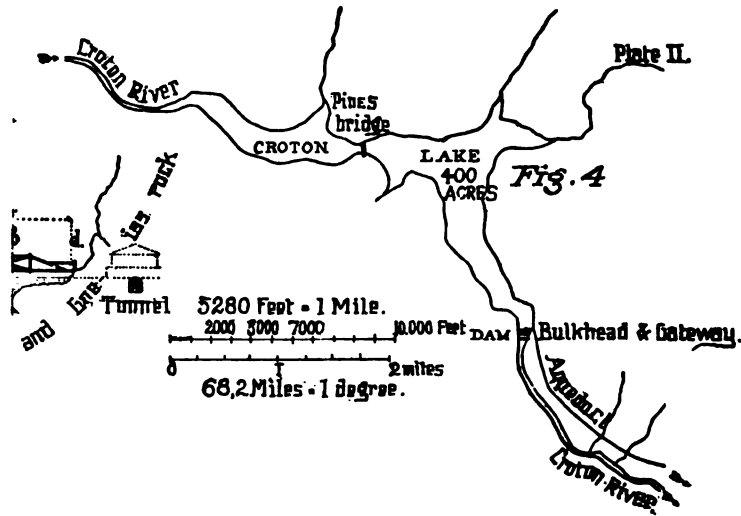 Croton River
Plate II.
Pines
bridge
CROTON
LAKE
400
ACRES
Fig. 4
and Gneiss rock
Tunnel
5280 Feet = 1 Mile.
2000 3000 7000 10.000 Feet
0 1 2 miles
68,2 Miles = 1 degree.
DAM
Bulkhead & Gateway.
Aqueduct
Croton River